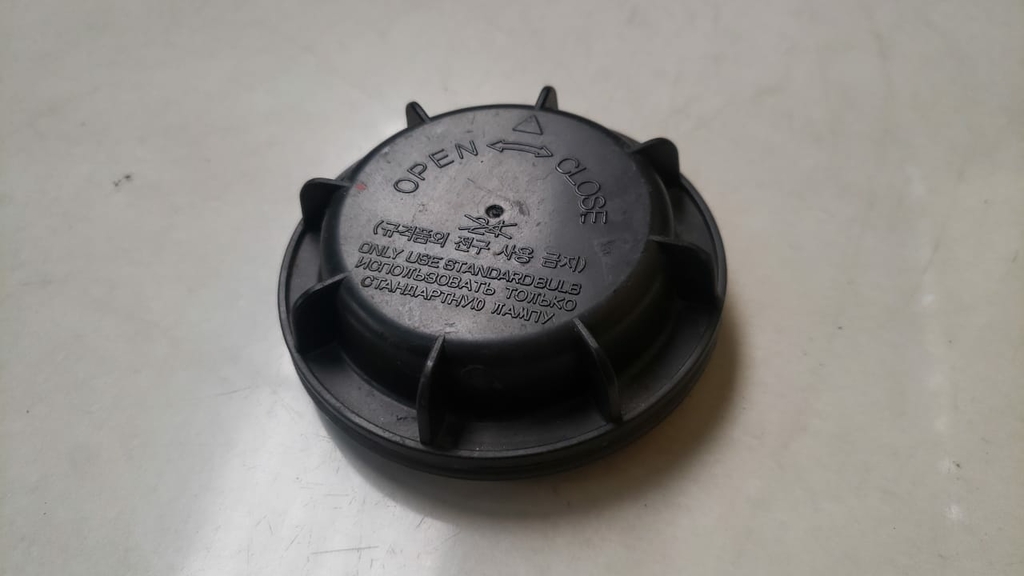 OPEN CLOSE
24
(규격품외 전구 사용 금지)
ONLY USE STANDARD BULB
ИСПОЛЬЗОВАТЬ ТОЛЬКО
СТАНДАРТНУЮ ЛАМПУ